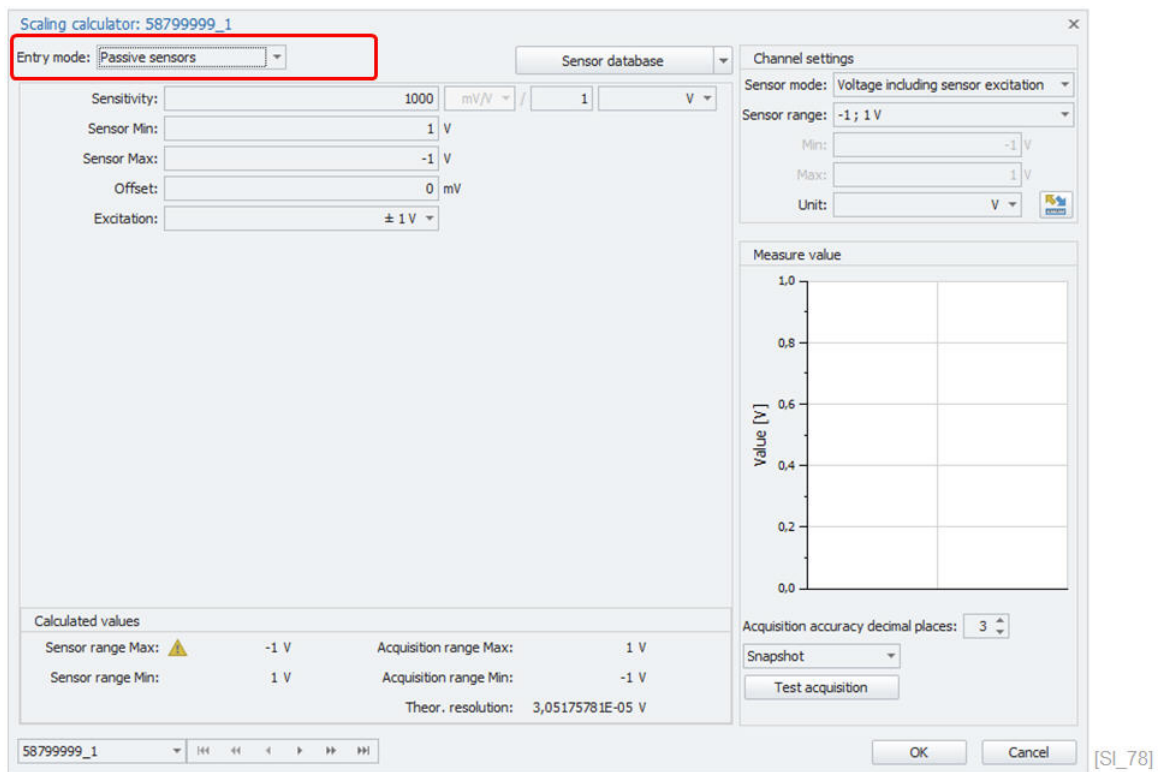 Scaling calculator: 58799999_1
Entry mode: Passive sensors
Sensor database
Sensitivity: 1000 mV/V / 1 V
Sensor Min: 1 V
Sensor Max: -1 V
Offset: 0 mV
Excitation: ± 1 V
Channel settings
Sensor mode: Voltage including sensor excitation
Sensor range: -1 ; 1 V
Min: -1 V
Max: 1 V
Unit: V
Measure value
1,0
0,8
0,6
0,4
0,2
0,0
Value [V]
Calculated values
Sensor range Max: -1 V Acquisition range Max: 1 V
Sensor range Min: 1 V Acquisition range Min: -1 V
Theor. resolution: 3,05175781E-05 V
Acquisition accuracy decimal places: 3
Snapshot
Test acquisition
58799999_1
OK Cancel
[SI_78]